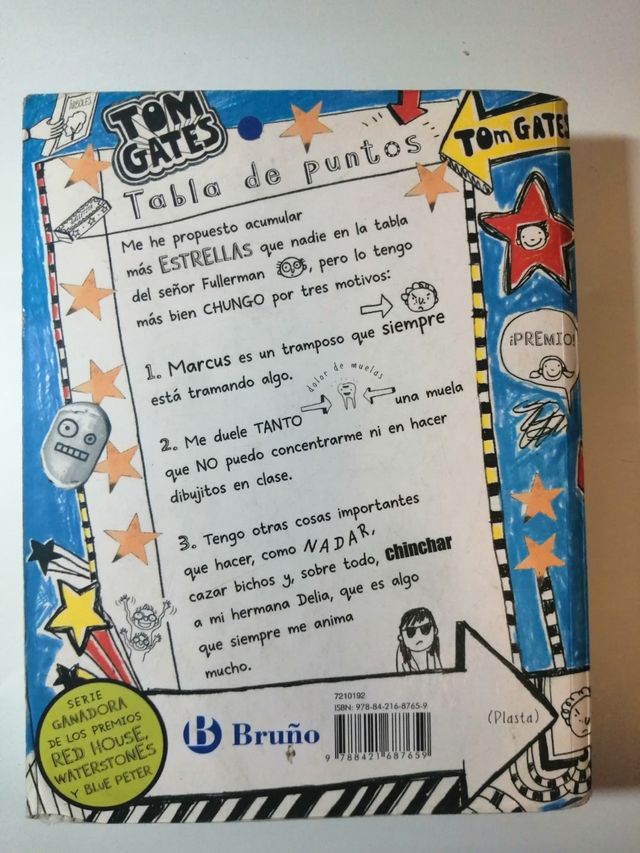 ÁRBOLES
TOM
GATES
TOM GATES
Tabla de puntos
Me he propuesto acumular
más ESTRELLAS que nadie en la tabla
del señor Fullerman, pero lo tengo
más bien CHUNGO por tres motivos:
1. Marcus es un tramposo que siempre
está tramando algo.
dolor de muelas
2. Me duele TANTO una muela
que NO puedo concentrarme ni en hacer
dibujitos en clase.
3. Tengo otras cosas importantes
que hacer, como NADAR,
cazar bichos y, sobre todo, chinchar
a mi hermana Delia, que es algo
que siempre me anima
mucho.
¡PREMIO!
SERIE
GANADORA
DE LOS PREMIOS
RED HOUSE,
WATERSTONES
Y BLUE PETER
B Bruño
7210192
ISBN: 978-84-216-8765-9
9 788421 687659
(Plasta)